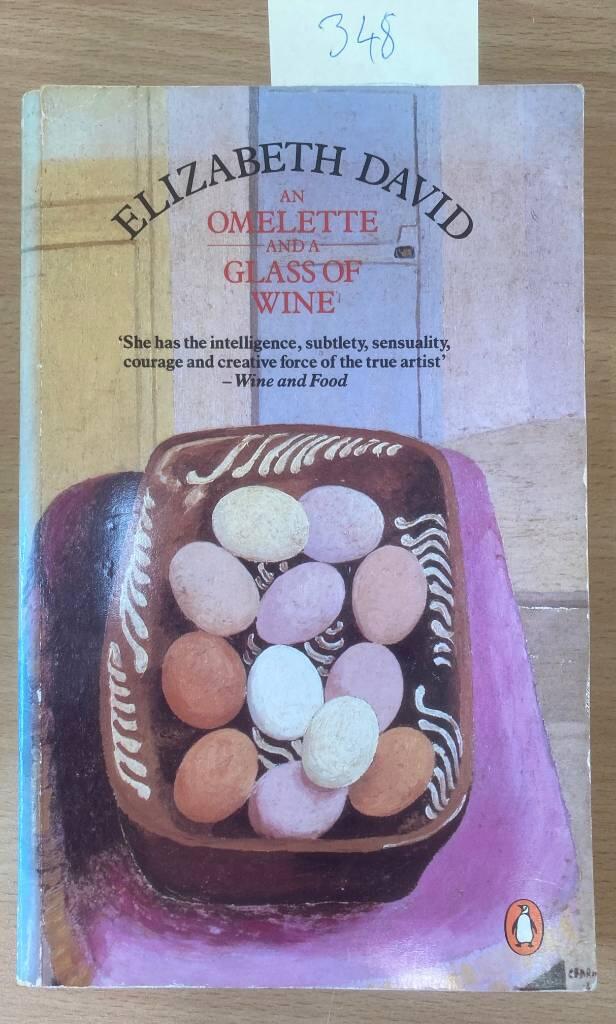 348
ELIZABETH DAVID
AN
OMELETTE
AND A
GLASS OF
WINE
‘She has the intelligence, subtlety, sensuality,
courage and creative force of the true artist’
– Wine and Food